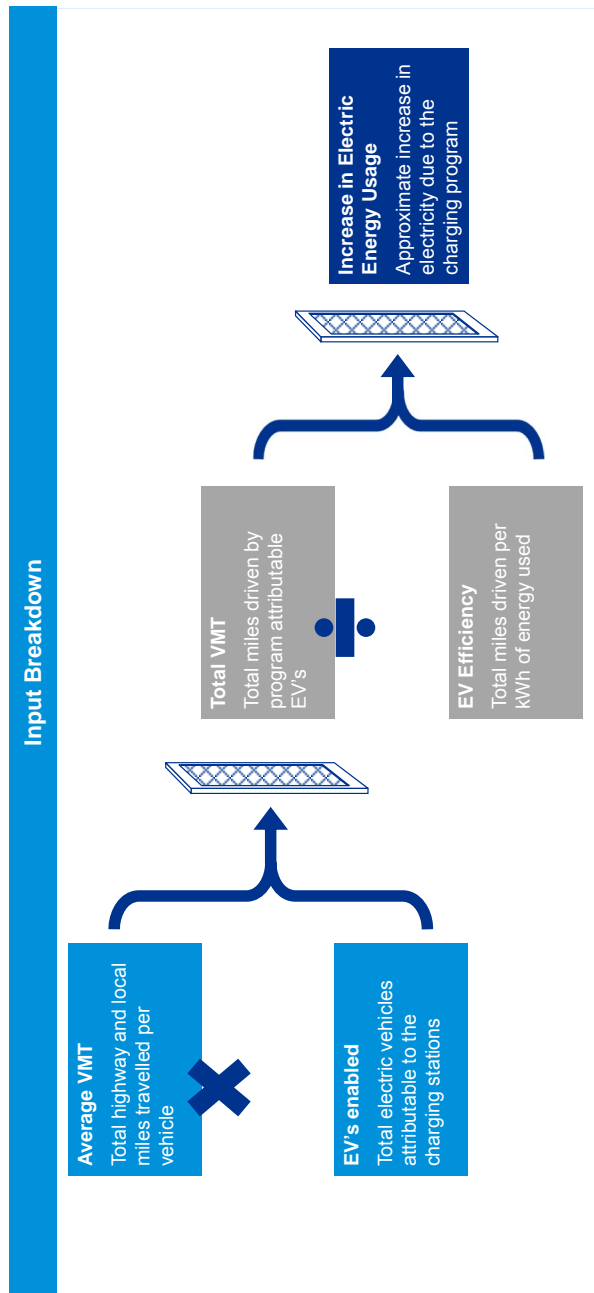 Input Breakdown
Average VMT
Total highway and local
miles travelled per
vehicle
EV's enabled
Total electric vehicles
attributable to the
charging stations
Total VMT
Total miles driven by
program attributable
EV's
EV Efficiency
Total miles driven per
kWh of energy used
Increase in Electric
Energy Usage
Approximate increase in
electricity due to the
charging program